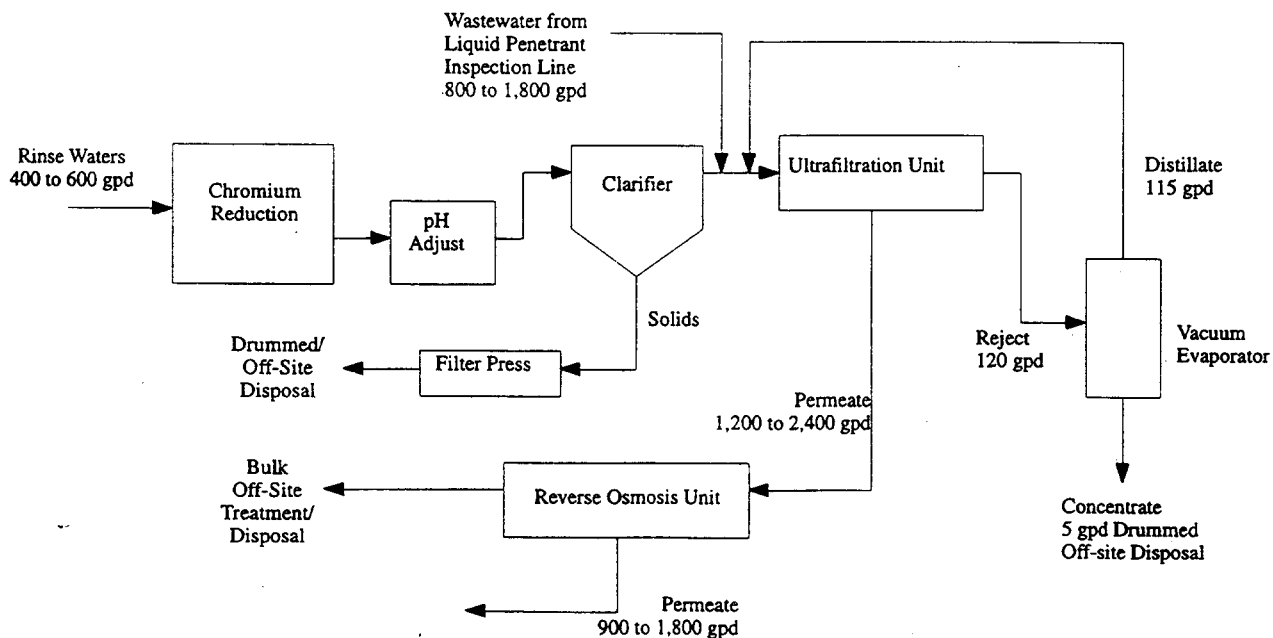 Wastewater from
Liquid Penetrant
Inspection Line
800 to 1,800 gpd
Rinse Waters
400 to 600 gpd
Chromium
Reduction
pH
Adjust
Clarifier
Ultrafiltration Unit
Distillate
115 gpd
Solids
Drummed/
Off-Site
Disposal
Filter Press
Reject
120 gpd
Vacuum
Evaporator
Permeate
1,200 to 2,400 gpd
Bulk
Off-Site
Treatment/
Disposal
Reverse Osmosis Unit
Concentrate
5 gpd Drummed
Off-site Disposal
Permeate
900 to 1,800 gpd